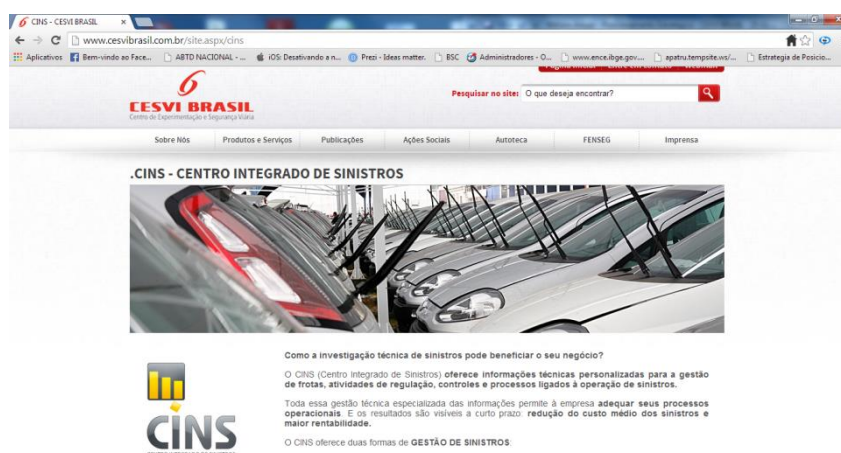 CINS - CESVI BRASIL
www.cesvibrasil.com.br/site.aspx/cins
Aplicativos Bem-vindo ao Face... ABTD NACIONAL - ... iOS: Desativando a n... Prezi - Ideas matter. BSC Administradores - O... www.ence.ibge.gov.... apatru.tempsite.ws/... Estrategia de Posicio...
CESVI BRASIL
Centro de Experimentação e Segurança Viária
Pesquisar no site: O que deseja encontrar?
Sobre Nós Produtos e Serviços Publicações Ações Sociais Autoteca FENSEG Imprensa
.CINS - CENTRO INTEGRADO DE SINISTROS
Como a investigação técnica de sinistros pode beneficiar o seu negócio?
O CINS (Centro Integrado de Sinistros) oferece informações técnicas personalizadas para a gestão
de frotas, atividades de regulação, controles e processos ligados à operação de sinistros.
Toda essa gestão técnica especializada das informações permite à empresa adequar seus processos
operacionais. E os resultados são visíveis a curto prazo: redução do custo médio dos sinistros e
maior rentabilidade.
CINS
O CINS oferece duas formas de GESTÃO DE SINISTROS: